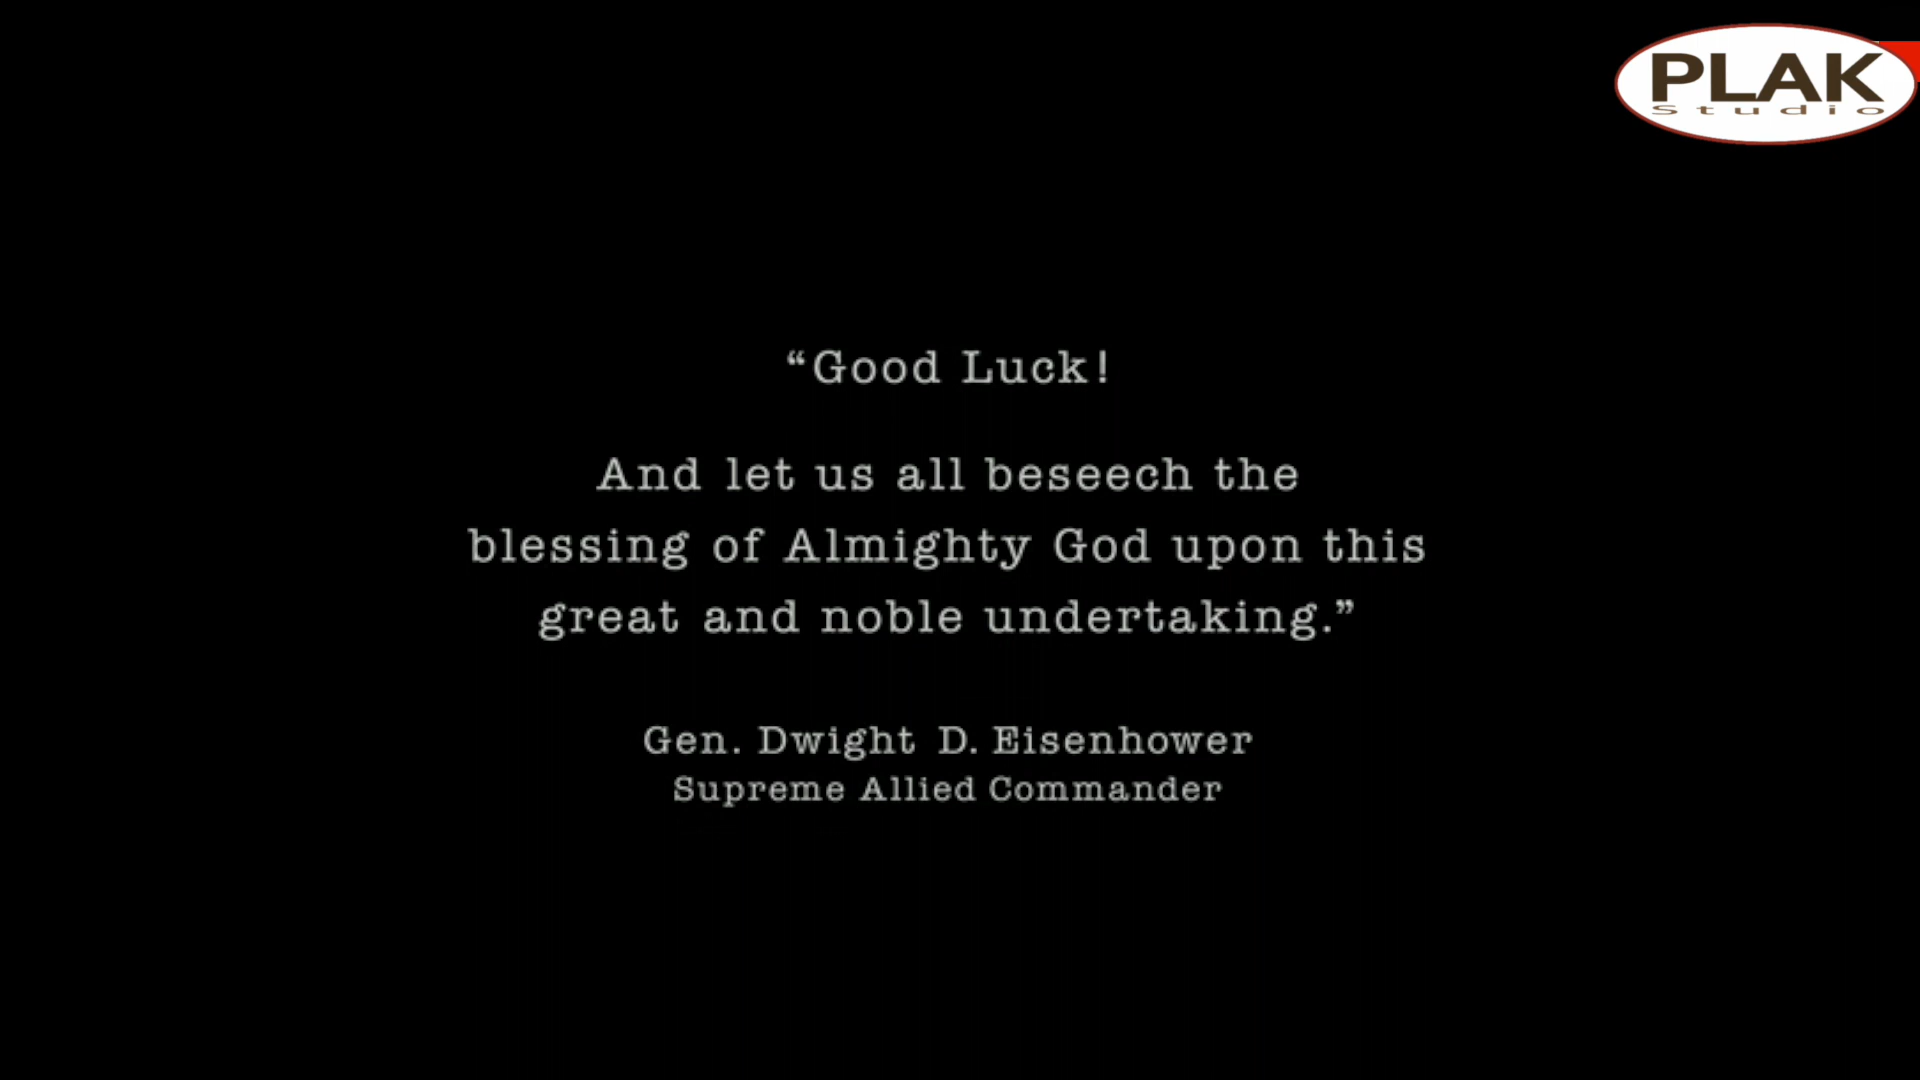 PLAK
Studio
“Good Luck!
And let us all beseech the
blessing of Almighty God upon this
great and noble undertaking.”
Gen. Dwight D. Eisenhower
Supreme Allied Commander